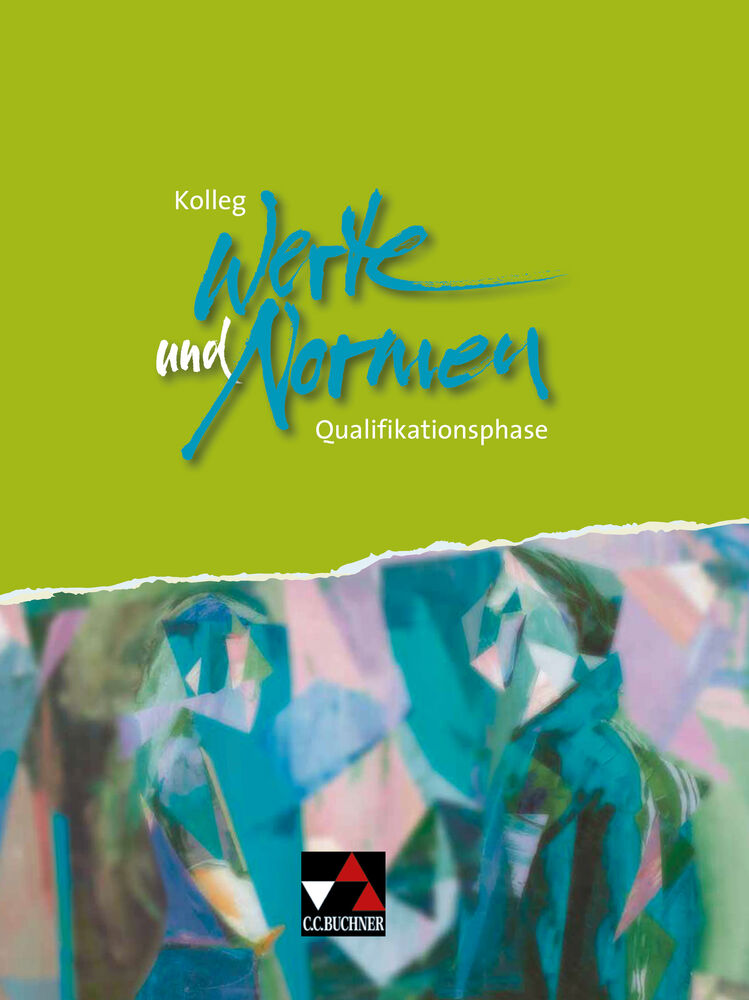 Kolleg
Werte
und Normen
Qualifikationsphase
C.C.BUCHNER